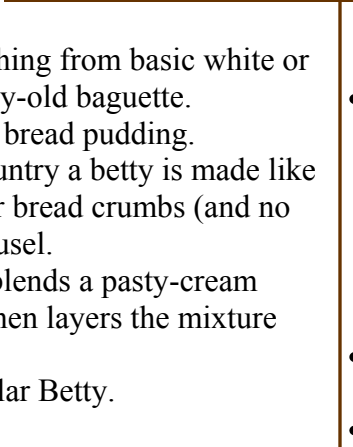 hing from basic white or
y-old baguette.
bread pudding.
untry a betty is made like
r bread crumbs (and no
usel.
olends a pasty-cream
hen layers the mixture
lar Betty.